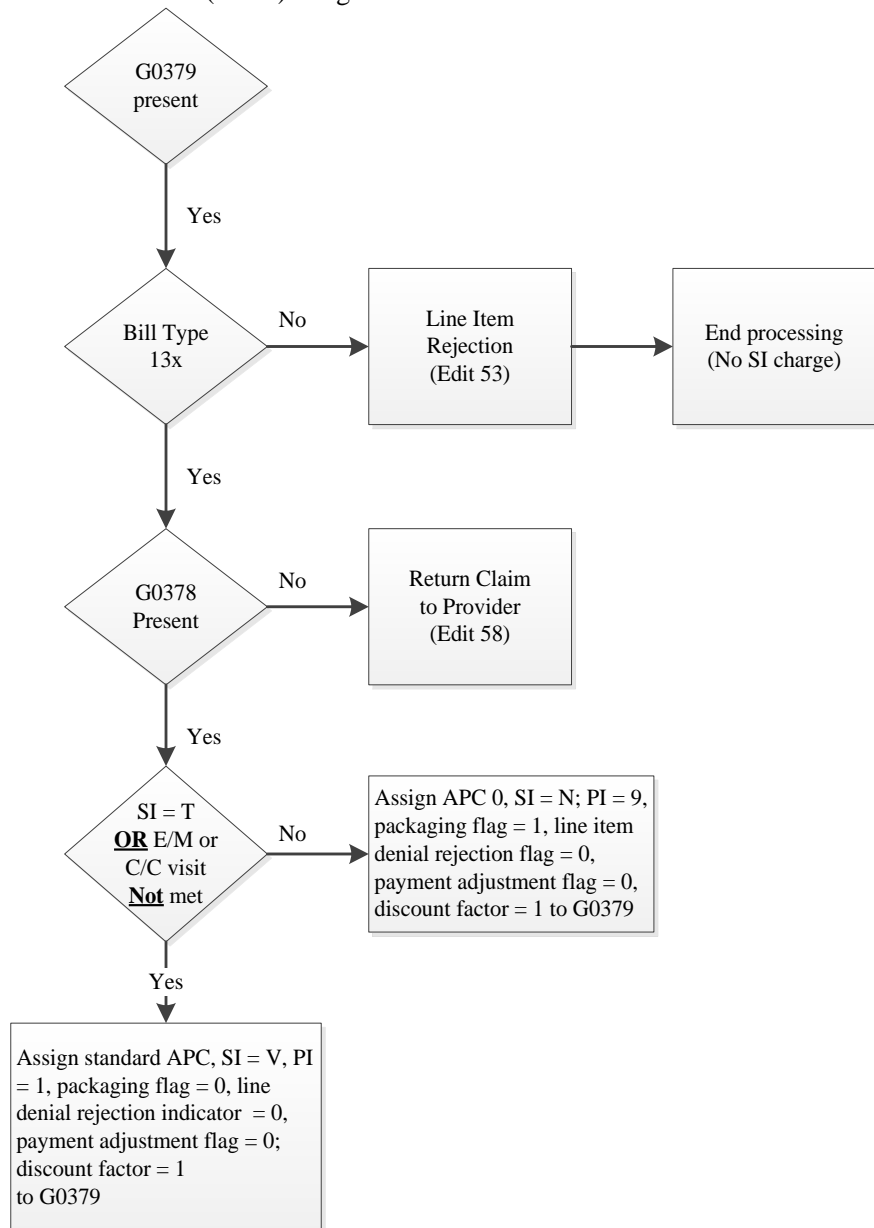 G0379
present
Yes
Bill Type
13x
No
Line Item
Rejection
(Edit 53)
End processing
(No SI charge)
Yes
G0378
Present
No
Return Claim
to Provider
(Edit 58)
Yes
SI = T
OR E/M or
C/C visit
Not met
No
Assign APC 0, SI = N; PI = 9,
packaging flag = 1, line item
denial rejection flag = 0,
payment adjustment flag = 0,
discount factor = 1 to G0379
Yes
Assign standard APC, SI = V, PI
= 1, packaging flag = 0, line
denial rejection indicator = 0,
payment adjustment flag = 0;
discount factor = 1
to G0379